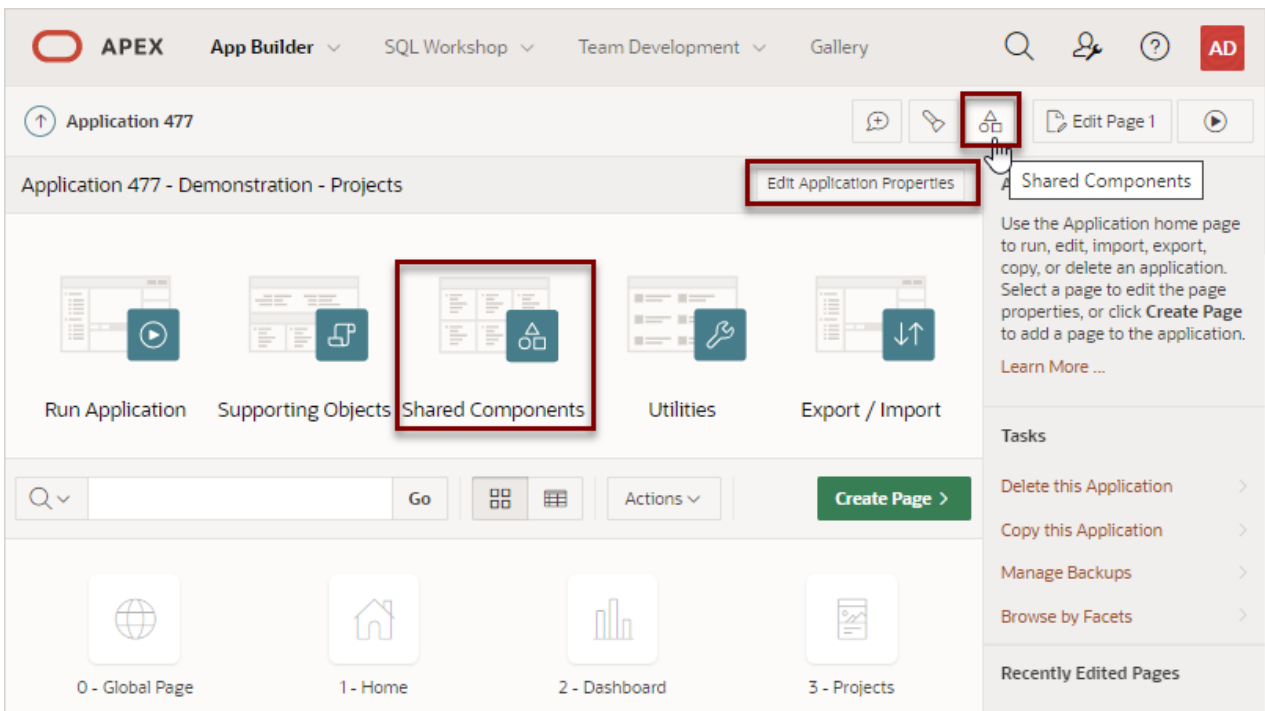 APEX App Builder SQL Workshop Team Development Gallery AD
Application 477 Edit Page 1
Application 477 - Demonstration - Projects Edit Application Properties
Shared Components
Use the Application home page
to run, edit, import, export,
copy, or delete an application.
Select a page to edit the page
properties, or click Create Page
to add a page to the application.
Learn More ...
Run Application Supporting Objects Shared Components Utilities Export / Import
Tasks
Go Actions Create Page >
Delete this Application
Copy this Application
Manage Backups
Browse by Facets
0 - Global Page 1 - Home 2 - Dashboard 3 - Projects
Recently Edited Pages